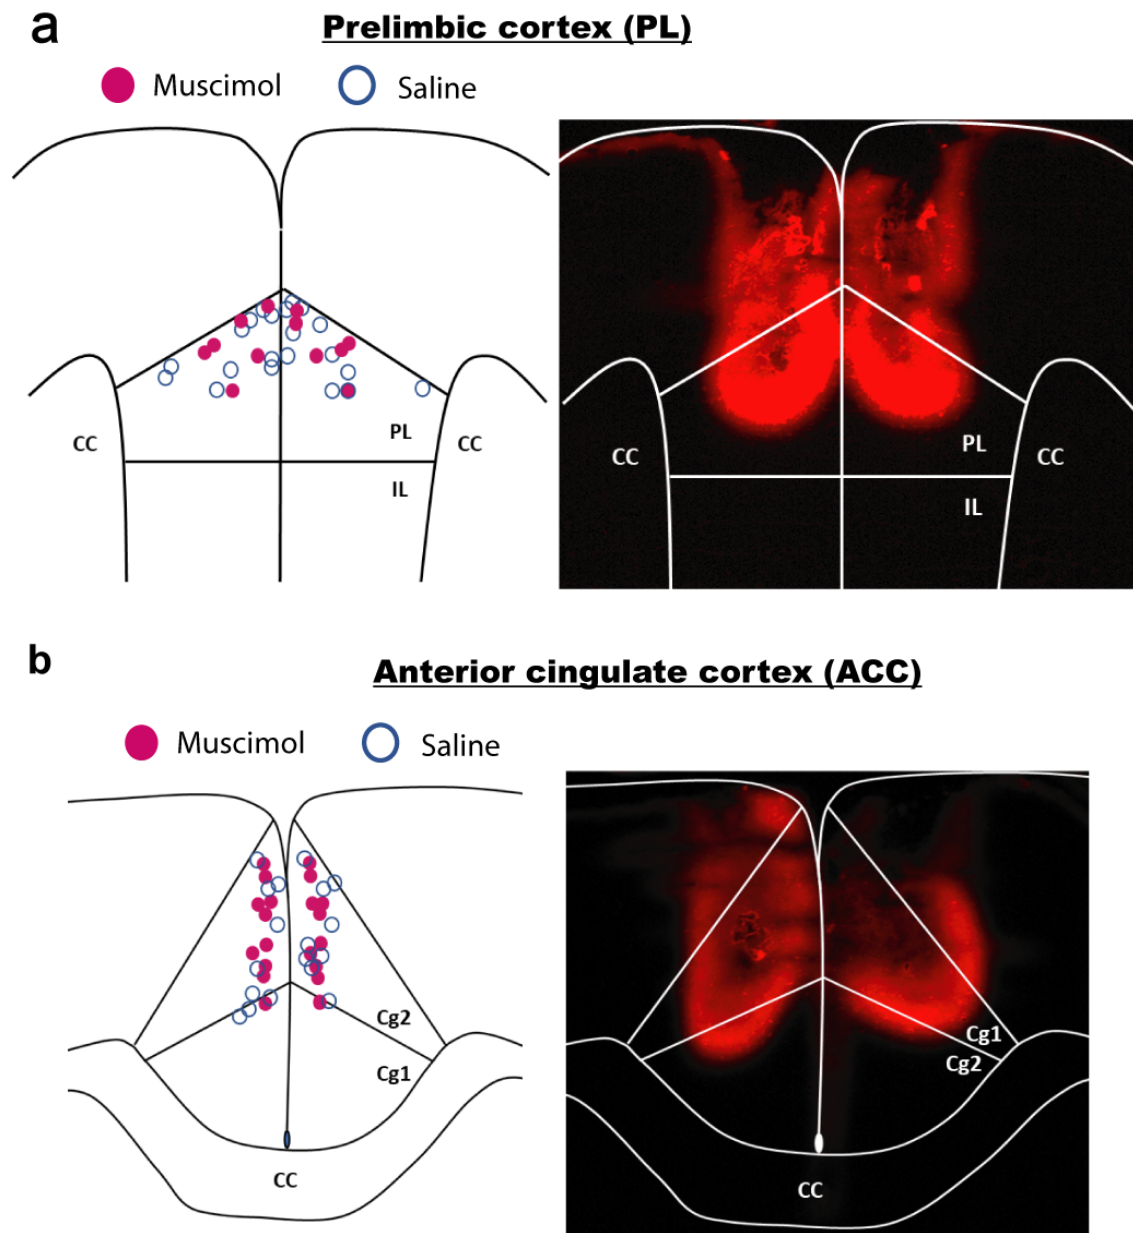 a
Prelimbic cortex (PL)
Muscimol Saline
CC PL CC
IL
CC PL CC
IL
b
Anterior cingulate cortex (ACC)
Muscimol Saline
Cg2
Cg1
CC
Cg1
Cg2
CC